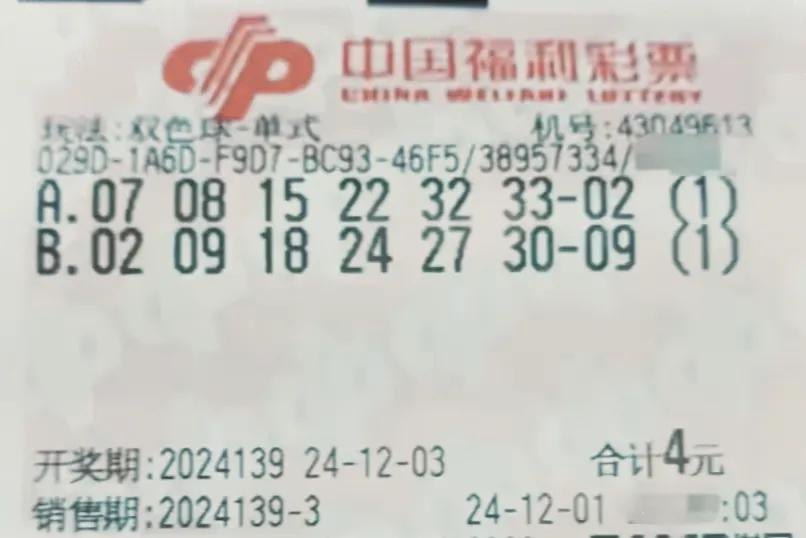 中国福利彩票
CHINA WELFARE LOTTERY
玩法:双色球-单式 机号:43049613
029D-1A6D-F9D7-BC93-46F5/38957334/
A.07 08 15 22 32 33-02 (1)
B.02 09 18 24 27 30-09 (1)
开奖期:2024139 24-12-03 合计4元
销售期:2024139-3 24-12-01 :03